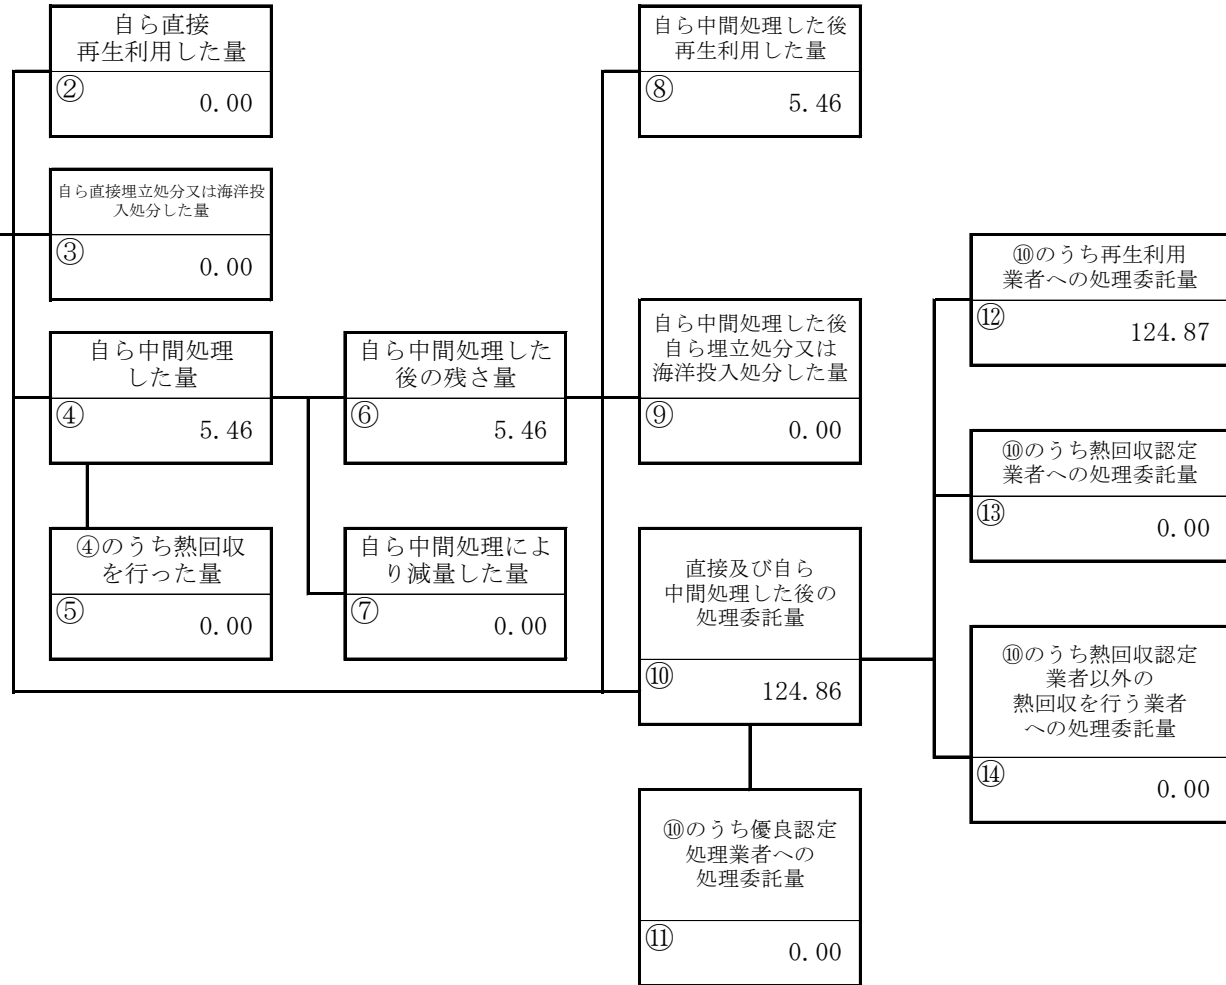 自ら直接
再生利用した量
②
0.00
自ら直接埋立処分又は海洋投
入処分した量
③
0.00
自ら中間処理
した量
④
5.46
④のうち熱回収
を行った量
⑤
0.00
自ら中間処理した
後の残さ量
⑥
5.46
自ら中間処理によ
り減量した量
⑦
0.00
自ら中間処理した後
再生利用した量
⑧
5.46
自ら中間処理した後
自ら埋立処分又は
海洋投入処分した量
⑨
0.00
直接及び自ら
中間処理した後の
処理委託量
⑩
124.86
⑩のうち優良認定
処理業者への
処理委託量
⑪
0.00
⑩のうち再生利用
業者への処理委託量
⑫
124.87
⑩のうち熱回収認定
業者への処理委託量
⑬
0.00
⑩のうち熱回収認定
業者以外の
熱回収を行う業者
への処理委託量
⑭
0.00